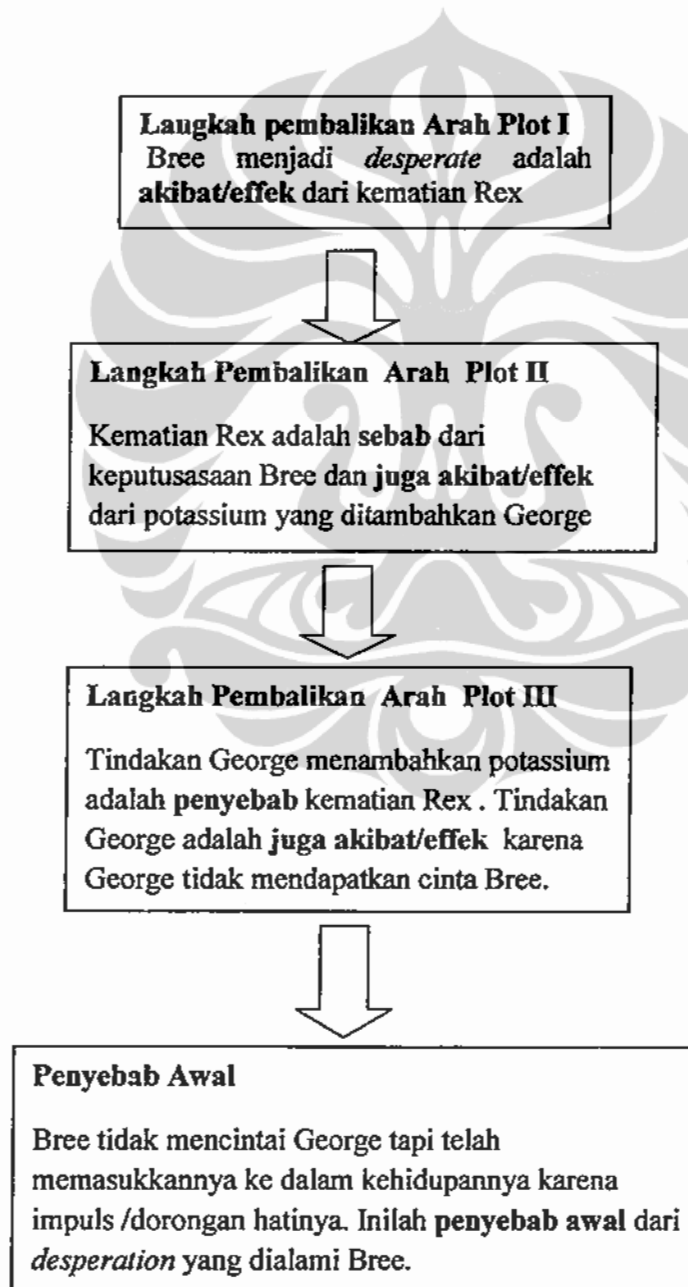 Laugkah pembalikan Arah Plot I
Bree menjadi desperate adalah
akibat/effek dari kematian Rex
Langkah Pembalikan Arah Plot II
Kematian Rex adalah sebab dari
keputusasaan Bree dan juga akibat/effek
dari potassium yang ditambahkan George
Langkah Pembalikan Arah Plot III
Tindakan George menambahkan potassium
adalah penyebab kematian Rex . Tindakan
George adalah juga akibat/effek karena
George tidak mendapatkan cinta Bree.
Penyebab Awal
Bree tidak mencintai George tapi telah
memasukkannya ke dalam kehidupannya karena
impuls /dorongan hatinya. Inilah penyebab awal dari
desperation yang dialami Bree.